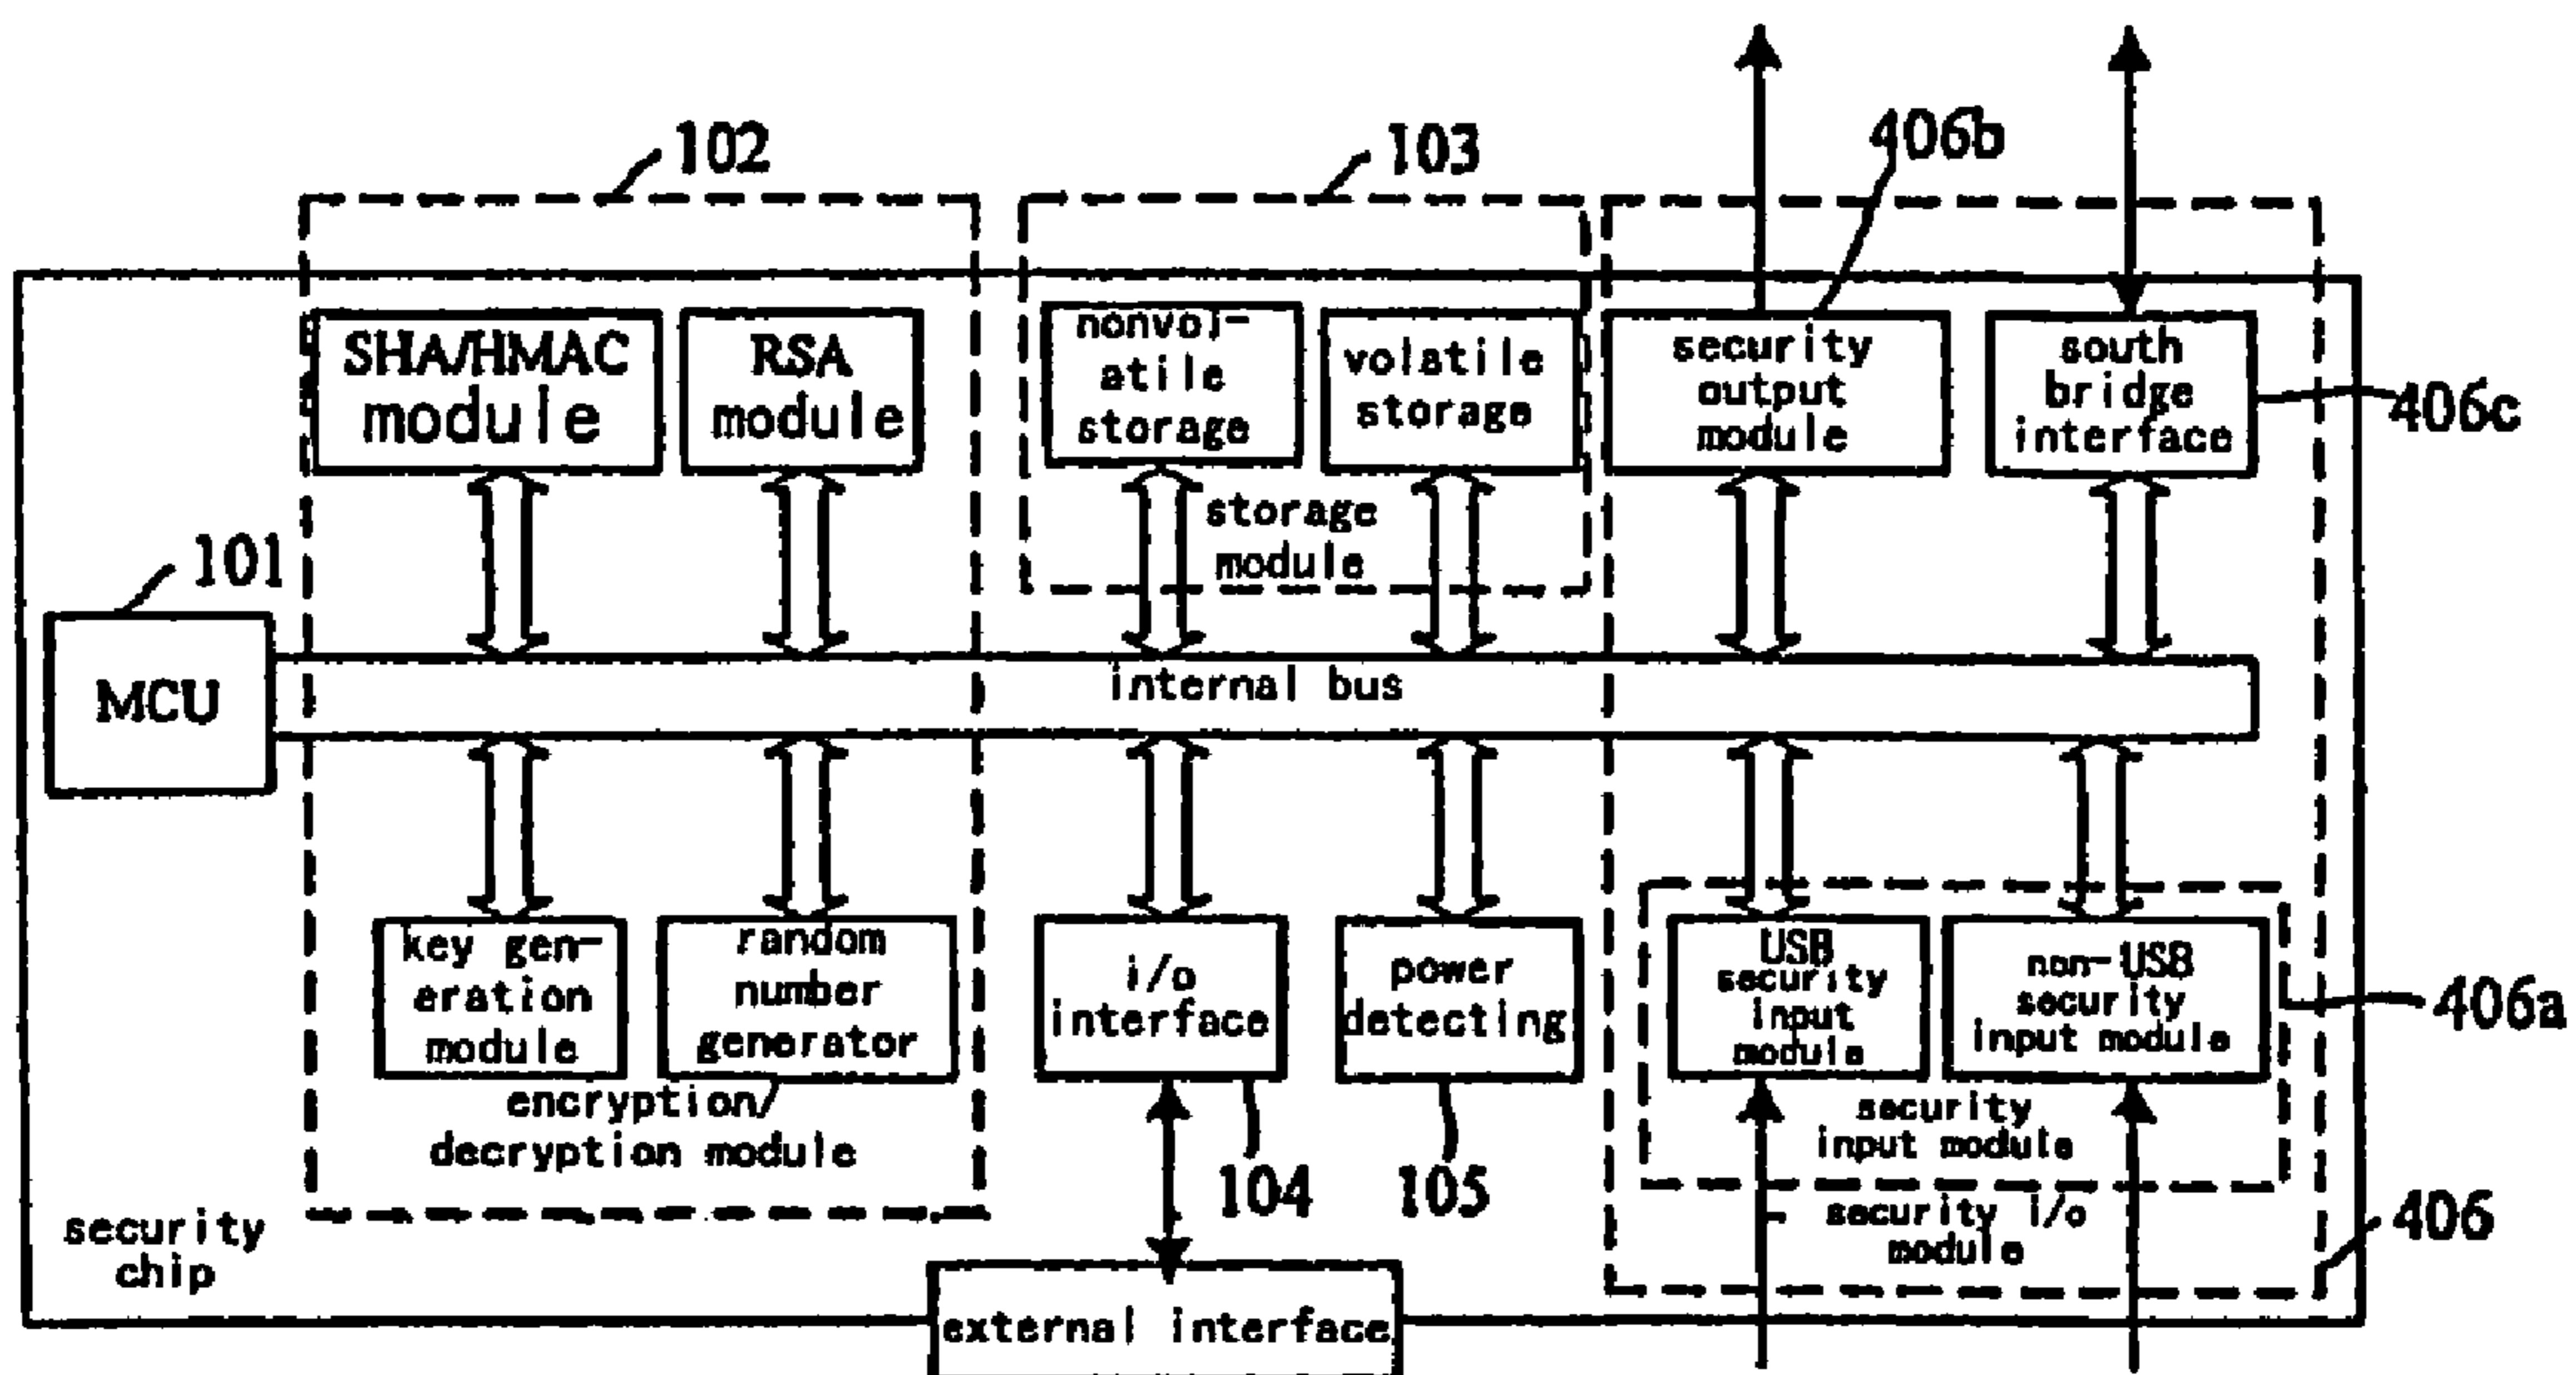 102
103
406b
SHA/HMAC
module
RSA
module
nonvol-
atile
storage
volatile
storage
security
output
module
south
bridge
interface
406c
storage
module
101
MCU
internal bus
key gen-
eration
module
random
number
generator
i/o
interface
power
detecting
USB
security
input
module
non-USB
security
input module
406a
encryption/
decryption module
104
105
security
input module
security i/o
module
406
security
chip
external interface